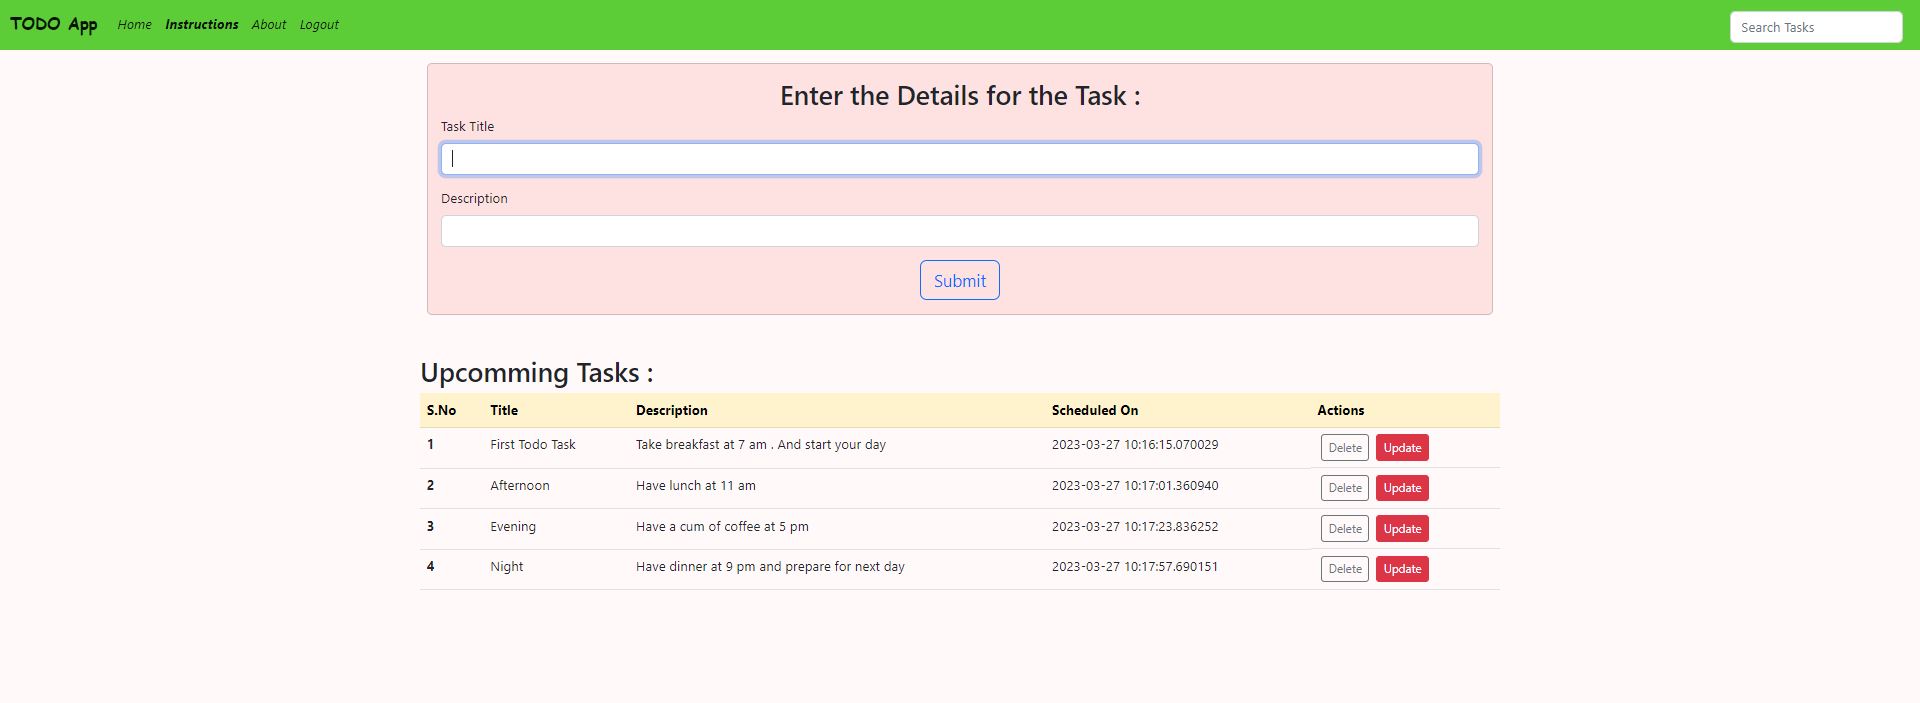 TODO App Home Instructions About Logout Search Tasks
Enter the Details for the Task :
Task Title
Description
Submit
Upcomming Tasks :
S.No Title Description Scheduled On Actions
1 First Todo Task Take breakfast at 7 am . And start your day 2023-03-27 10:16:15.070029 Delete Update
2 Afternoon Have lunch at 11 am 2023-03-27 10:17:01.360940 Delete Update
3 Evening Have a cum of coffee at 5 pm 2023-03-27 10:17:23.836252 Delete Update
4 Night Have dinner at 9 pm and prepare for next day 2023-03-27 10:17:57.690151 Delete Update